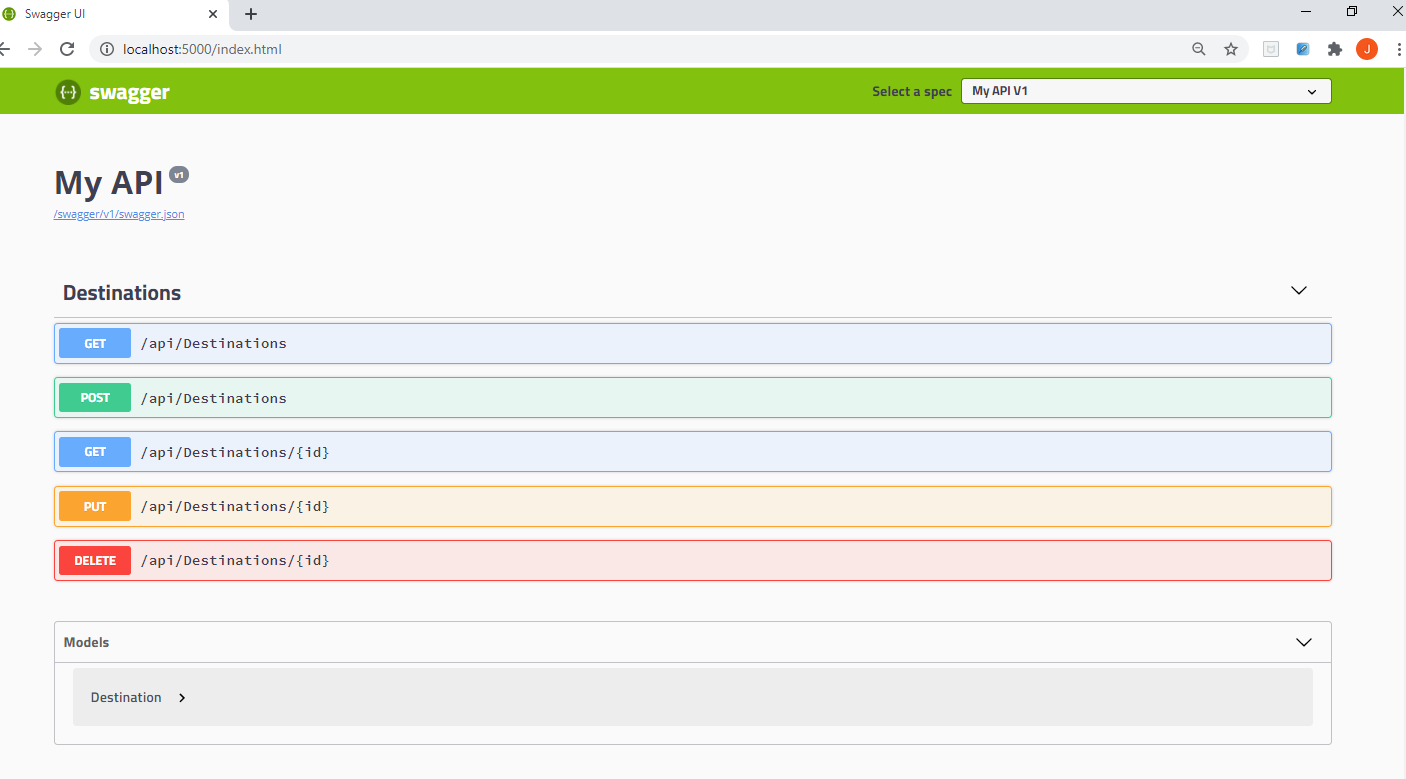 Swagger UI
localhost:5000/index.html
J
{···} swagger
Select a spec My API V1
My API v1
/swagger/v1/swagger.json
Destinations
GET /api/Destinations
POST /api/Destinations
GET /api/Destinations/{id}
PUT /api/Destinations/{id}
DELETE /api/Destinations/{id}
Models
Destination